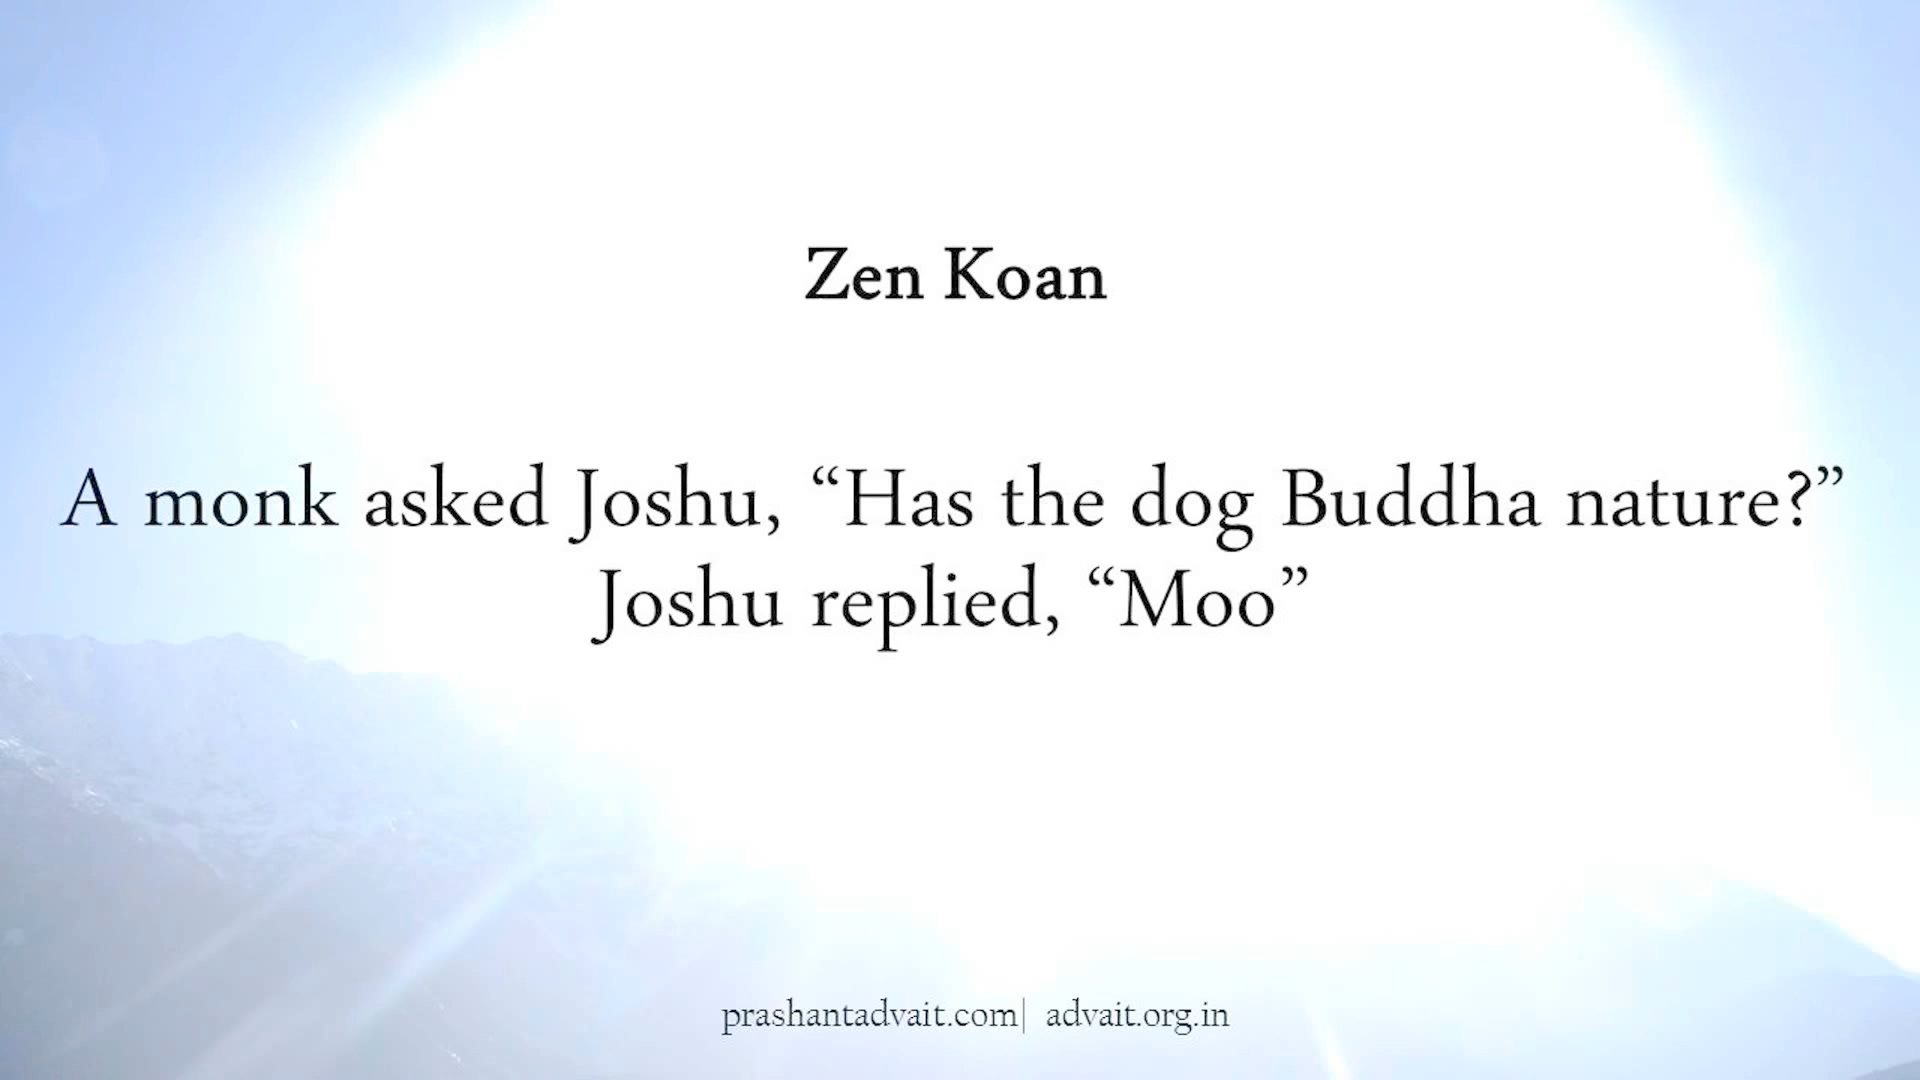 Zen Koan
A monk asked Joshu, “Has the dog Buddha nature?”
Joshu replied, “Moo”
prashantadvait.com| advait.org.in